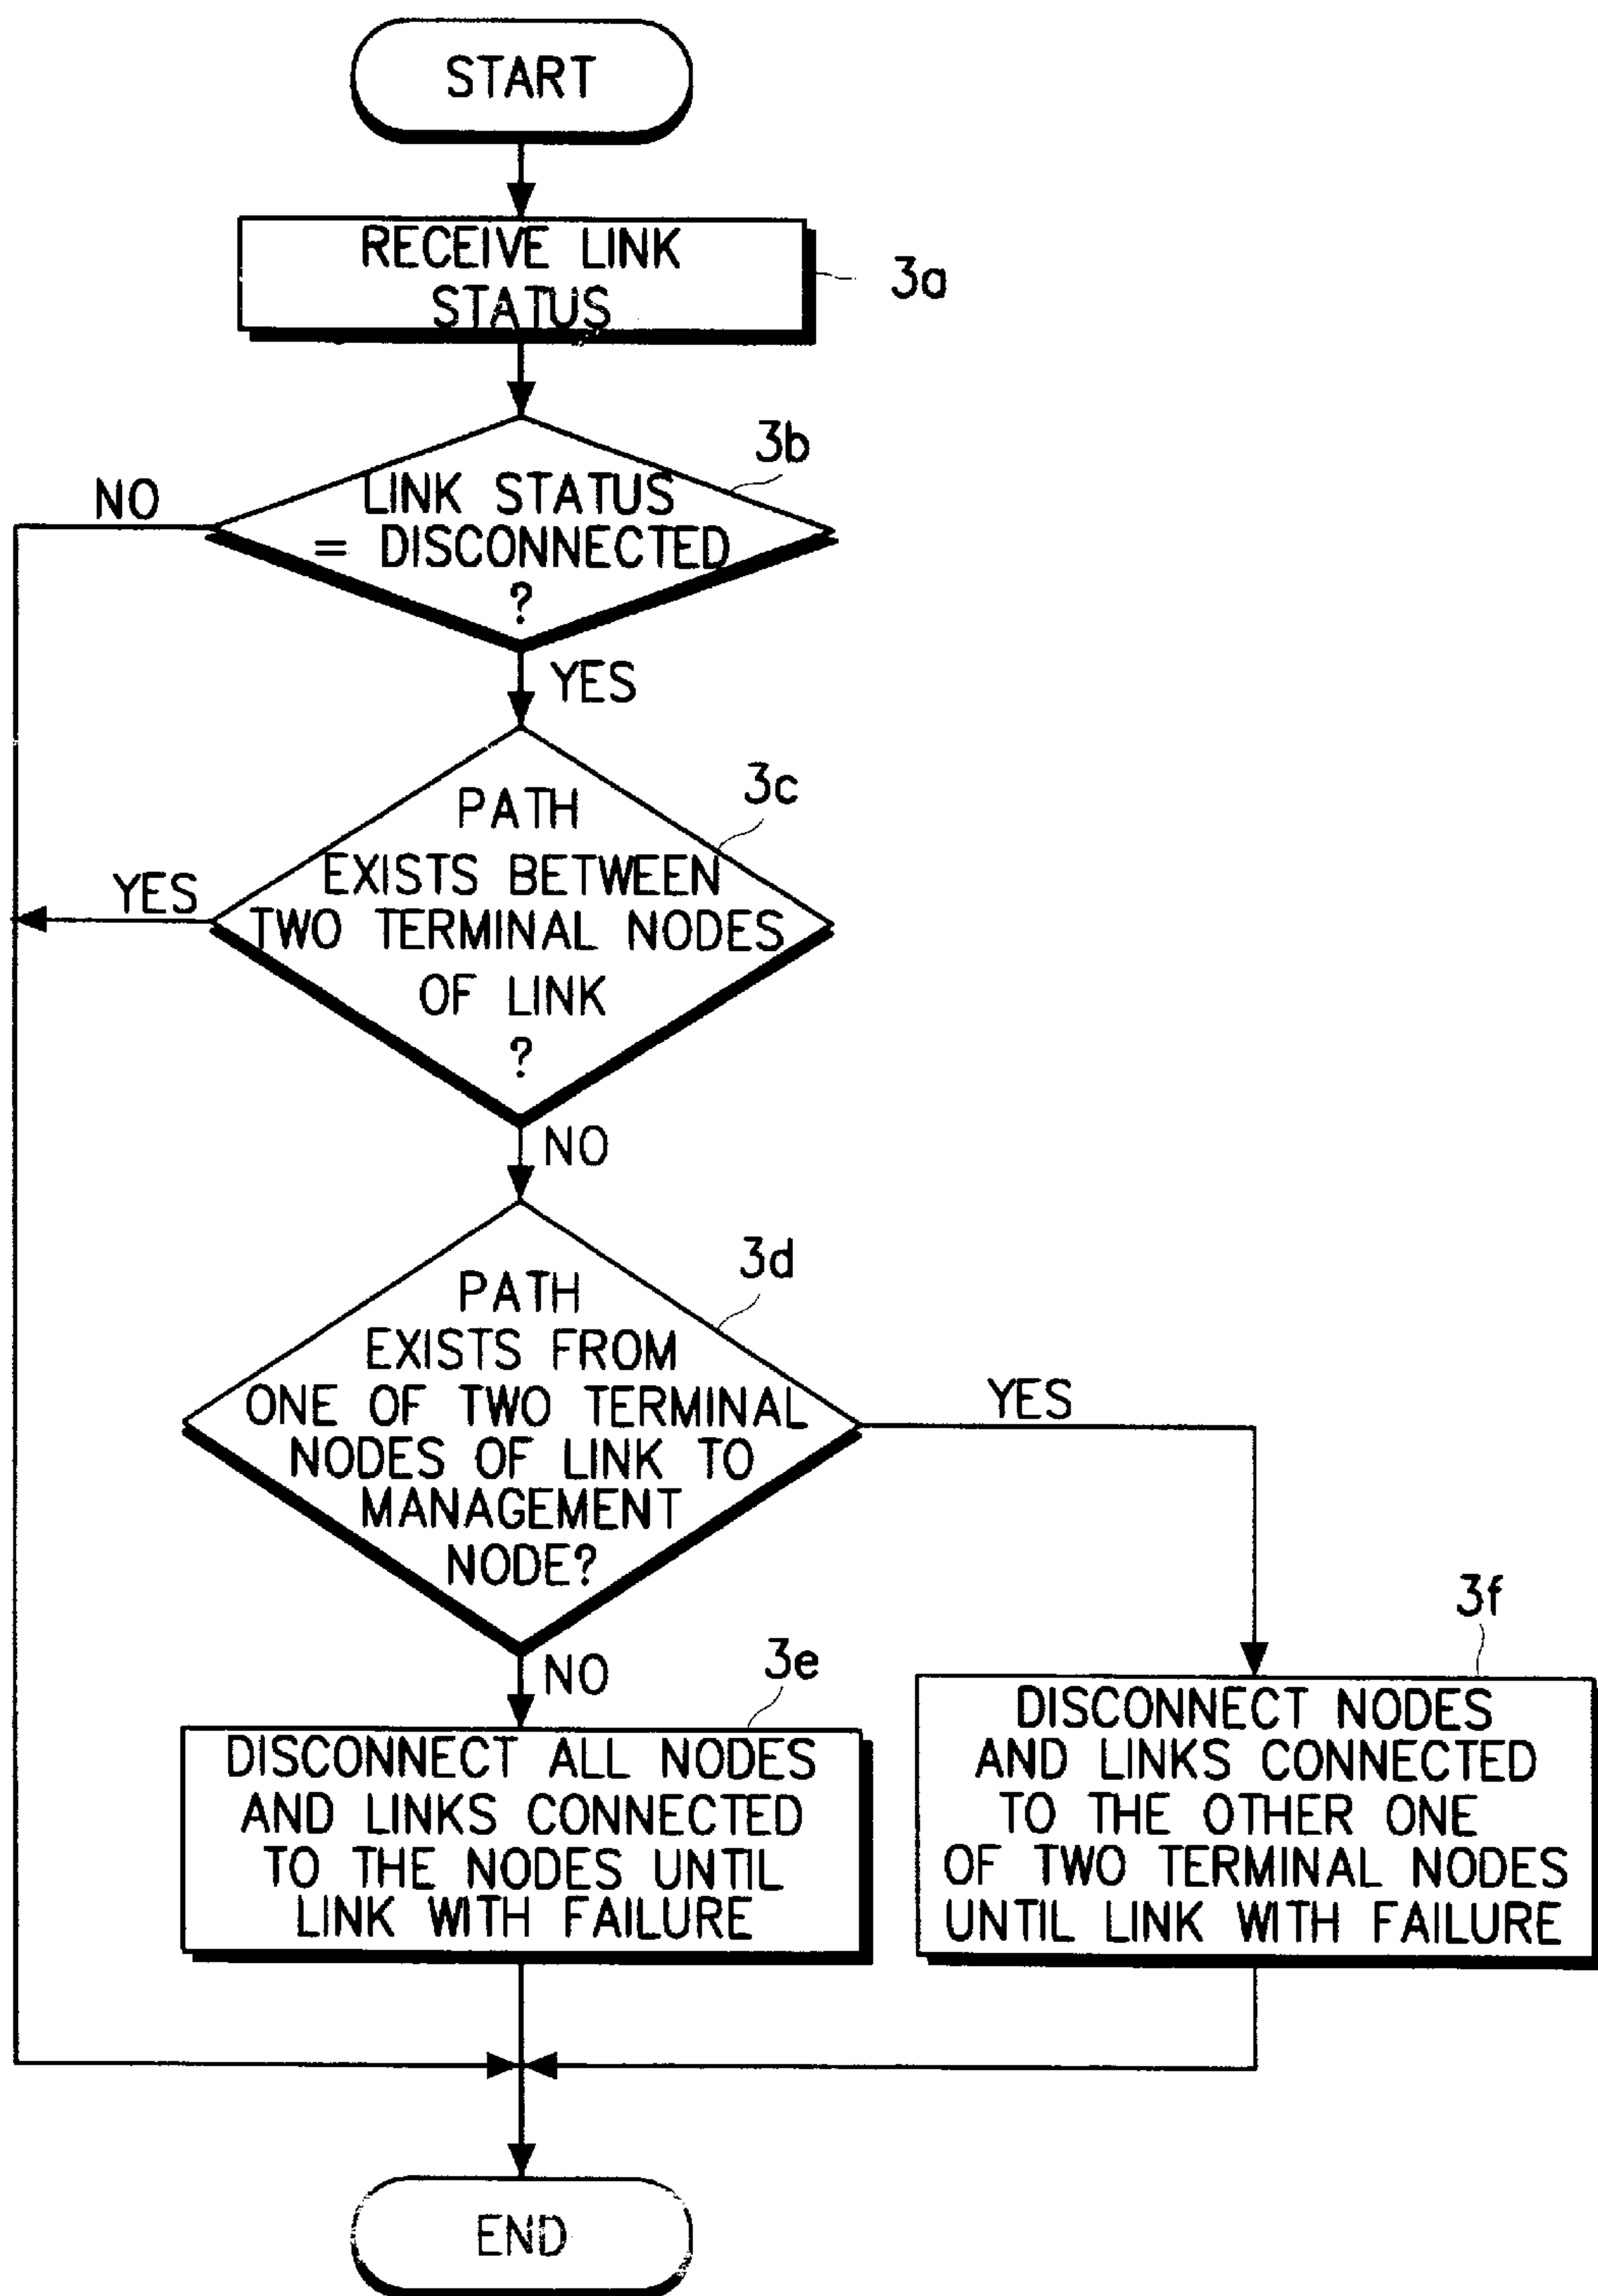 START
RECEIVE LINK
STATUS
3a
3b
NO
LINK STATUS
= DISCONNECTED
?
YES
3c
PATH
EXISTS BETWEEN
TWO TERMINAL NODES
OF LINK
?
YES
NO
3d
PATH
EXISTS FROM
ONE OF TWO TERMINAL
NODES OF LINK TO
MANAGEMENT
NODE?
YES
NO
3e
DISCONNECT ALL NODES
AND LINKS CONNECTED
TO THE NODES UNTIL
LINK WITH FAILURE
3f
DISCONNECT NODES
AND LINKS CONNECTED
TO THE OTHER ONE
OF TWO TERMINAL NODES
UNTIL LINK WITH FAILURE
END